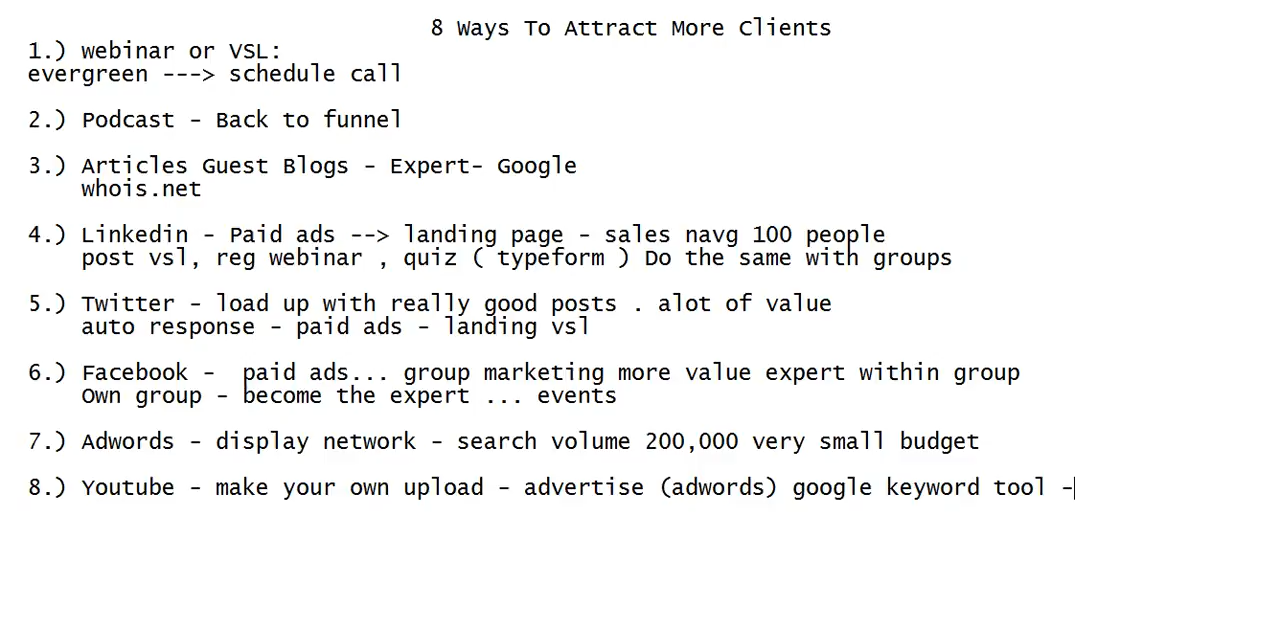 8 Ways To Attract More Clients
1.) webinar or VSL:
evergreen ---> schedule call
2.) Podcast - Back to funnel
3.) Articles Guest Blogs - Expert- Google
whois.net
4.) Linkedin - Paid ads --> landing page - sales navg 100 people
post vsl, reg webinar , quiz ( typeform ) Do the same with groups
5.) Twitter - load up with really good posts . alot of value
auto response - paid ads - landing vsl
6.) Facebook -  paid ads... group marketing more value expert within group
Own group - become the expert ... events
7.) Adwords - display network - search volume 200,000 very small budget
8.) Youtube - make your own upload - advertise (adwords) google keyword tool -